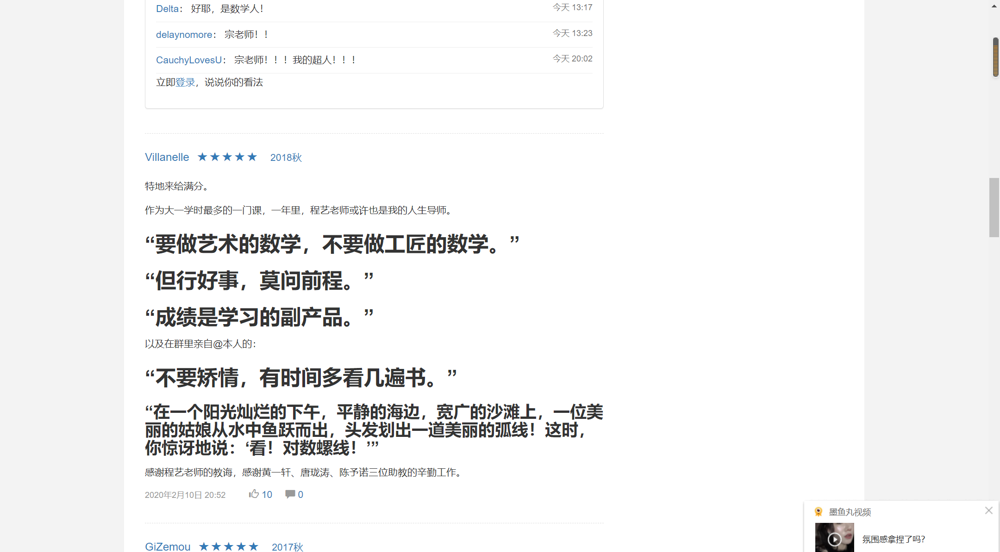 Delta： 好耶，是数学人！ 今天 13:17
delaynomore： 宗老师！！ 今天 13:23
CauchyLovesU： 宗老师！！！我的超人！！！ 今天 20:02
立即登录，说说你的看法
Villanelle ★★★★★ 2018秋
特地来给满分。
作为大一学时最多的一门课，一年里，程艺老师或许也是我的人生导师。
“要做艺术的数学，不要做工匠的数学。”
“但行好事，莫问前程。”
“成绩是学习的副产品。”
以及在群里亲自@本人的：
“不要矫情，有时间多看几遍书。”
“在一个阳光灿烂的下午，平静的海边，宽广的沙滩上，一位美
丽的姑娘从水中鱼跃而出，头发划出一道美丽的弧线！这时，
你惊讶地说：‘看！对数螺线！’”
感谢程艺老师的教诲，感谢黄一轩、唐珑涛、陈予诺三位助教的辛勤工作。
2020年2月10日 20:52 10 0
GiZemou ★★★★★ 2017秋
墨鱼丸视频
氛围感拿捏了吗？